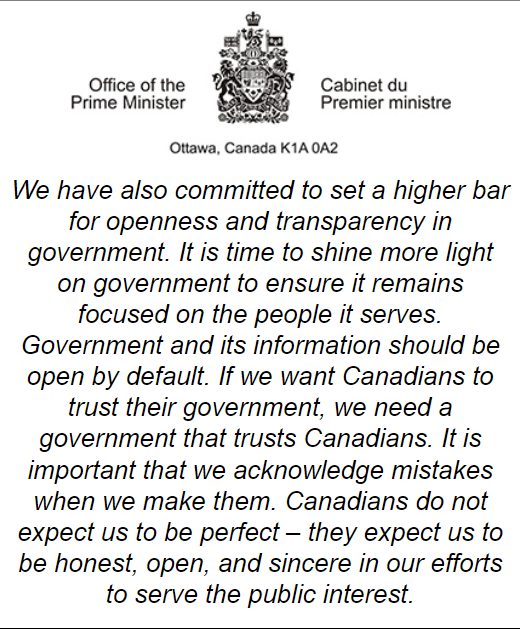 Office of the
Prime Minister
Cabinet du
Premier ministre
Ottawa, Canada K1A 0A2
We have also committed to set a higher bar
for openness and transparency in
government. It is time to shine more light
on government to ensure it remains
focused on the people it serves.
Government and its information should be
open by default. If we want Canadians to
trust their government, we need a
government that trusts Canadians. It is
important that we acknowledge mistakes
when we make them. Canadians do not
expect us to be perfect – they expect us to
be honest, open, and sincere in our efforts
to serve the public interest.